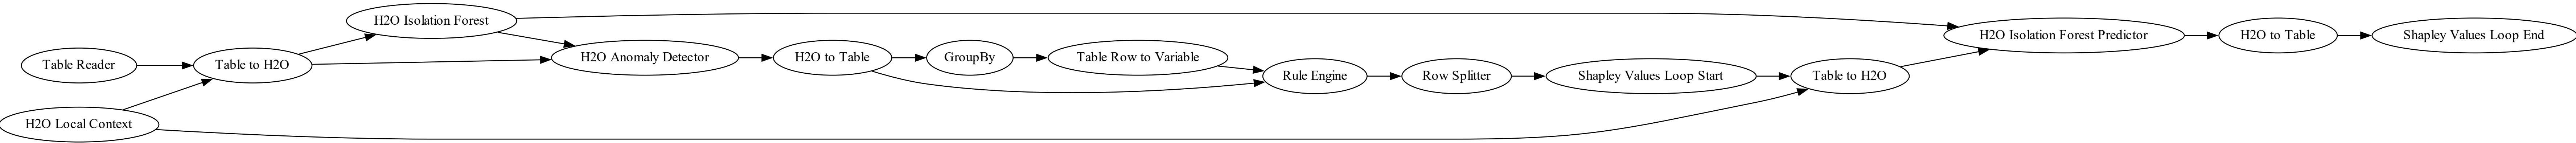 Table Reader
H2O Local Context
Table to H2O
H2O Isolation Forest
H2O Anomaly Detector
H2O to Table
GroupBy
Table Row to Variable
Rule Engine
Row Splitter
Shapley Values Loop Start
Table to H2O
H2O Isolation Forest Predictor
H2O to Table
Shapley Values Loop End